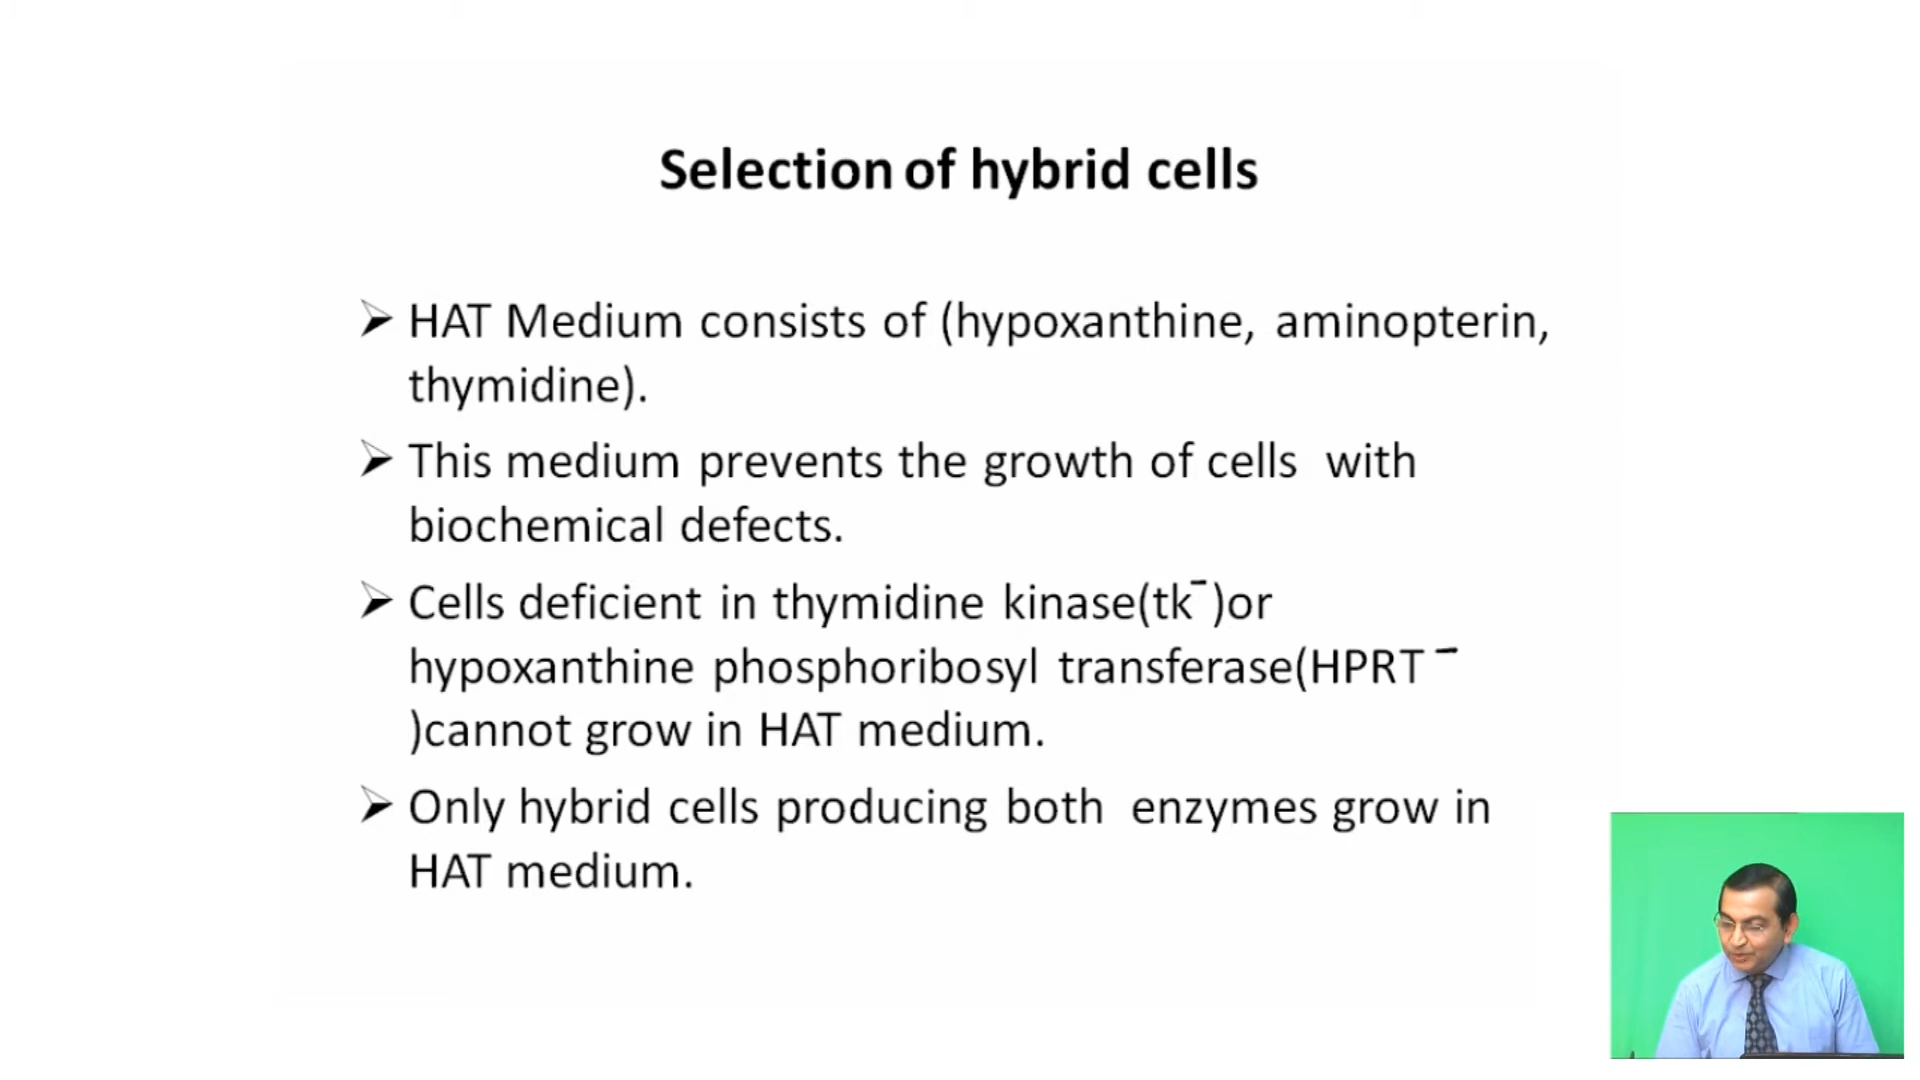 Selection of hybrid cells
➢ HAT Medium consists of (hypoxanthine, aminopterin,
thymidine).
➢ This medium prevents the growth of cells with
biochemical defects.
➢ Cells deficient in thymidine kinase(tk⁻)or
hypoxanthine phosphoribosyl transferase(HPRT⁻
)cannot grow in HAT medium.
➢ Only hybrid cells producing both enzymes grow in
HAT medium.